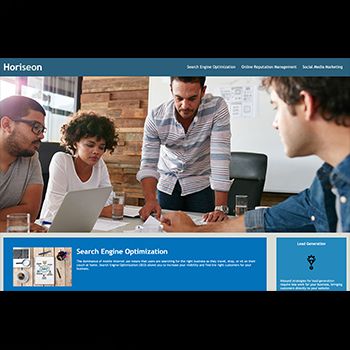 Horiseon
Search Engine Optimization   Online Reputation Management   Social Media Marketing
Search Engine Optimization
The dominance of mobile internet use means that users are searching for the right business as they travel, shop, or sit on their
couch at home. Search Engine Optimization (SEO) allows you to increase your visibility and find the right customers for your
business.
Lead Generation
Inbound strategies for lead generation
require less work for your business, bringing
customers directly to your website.